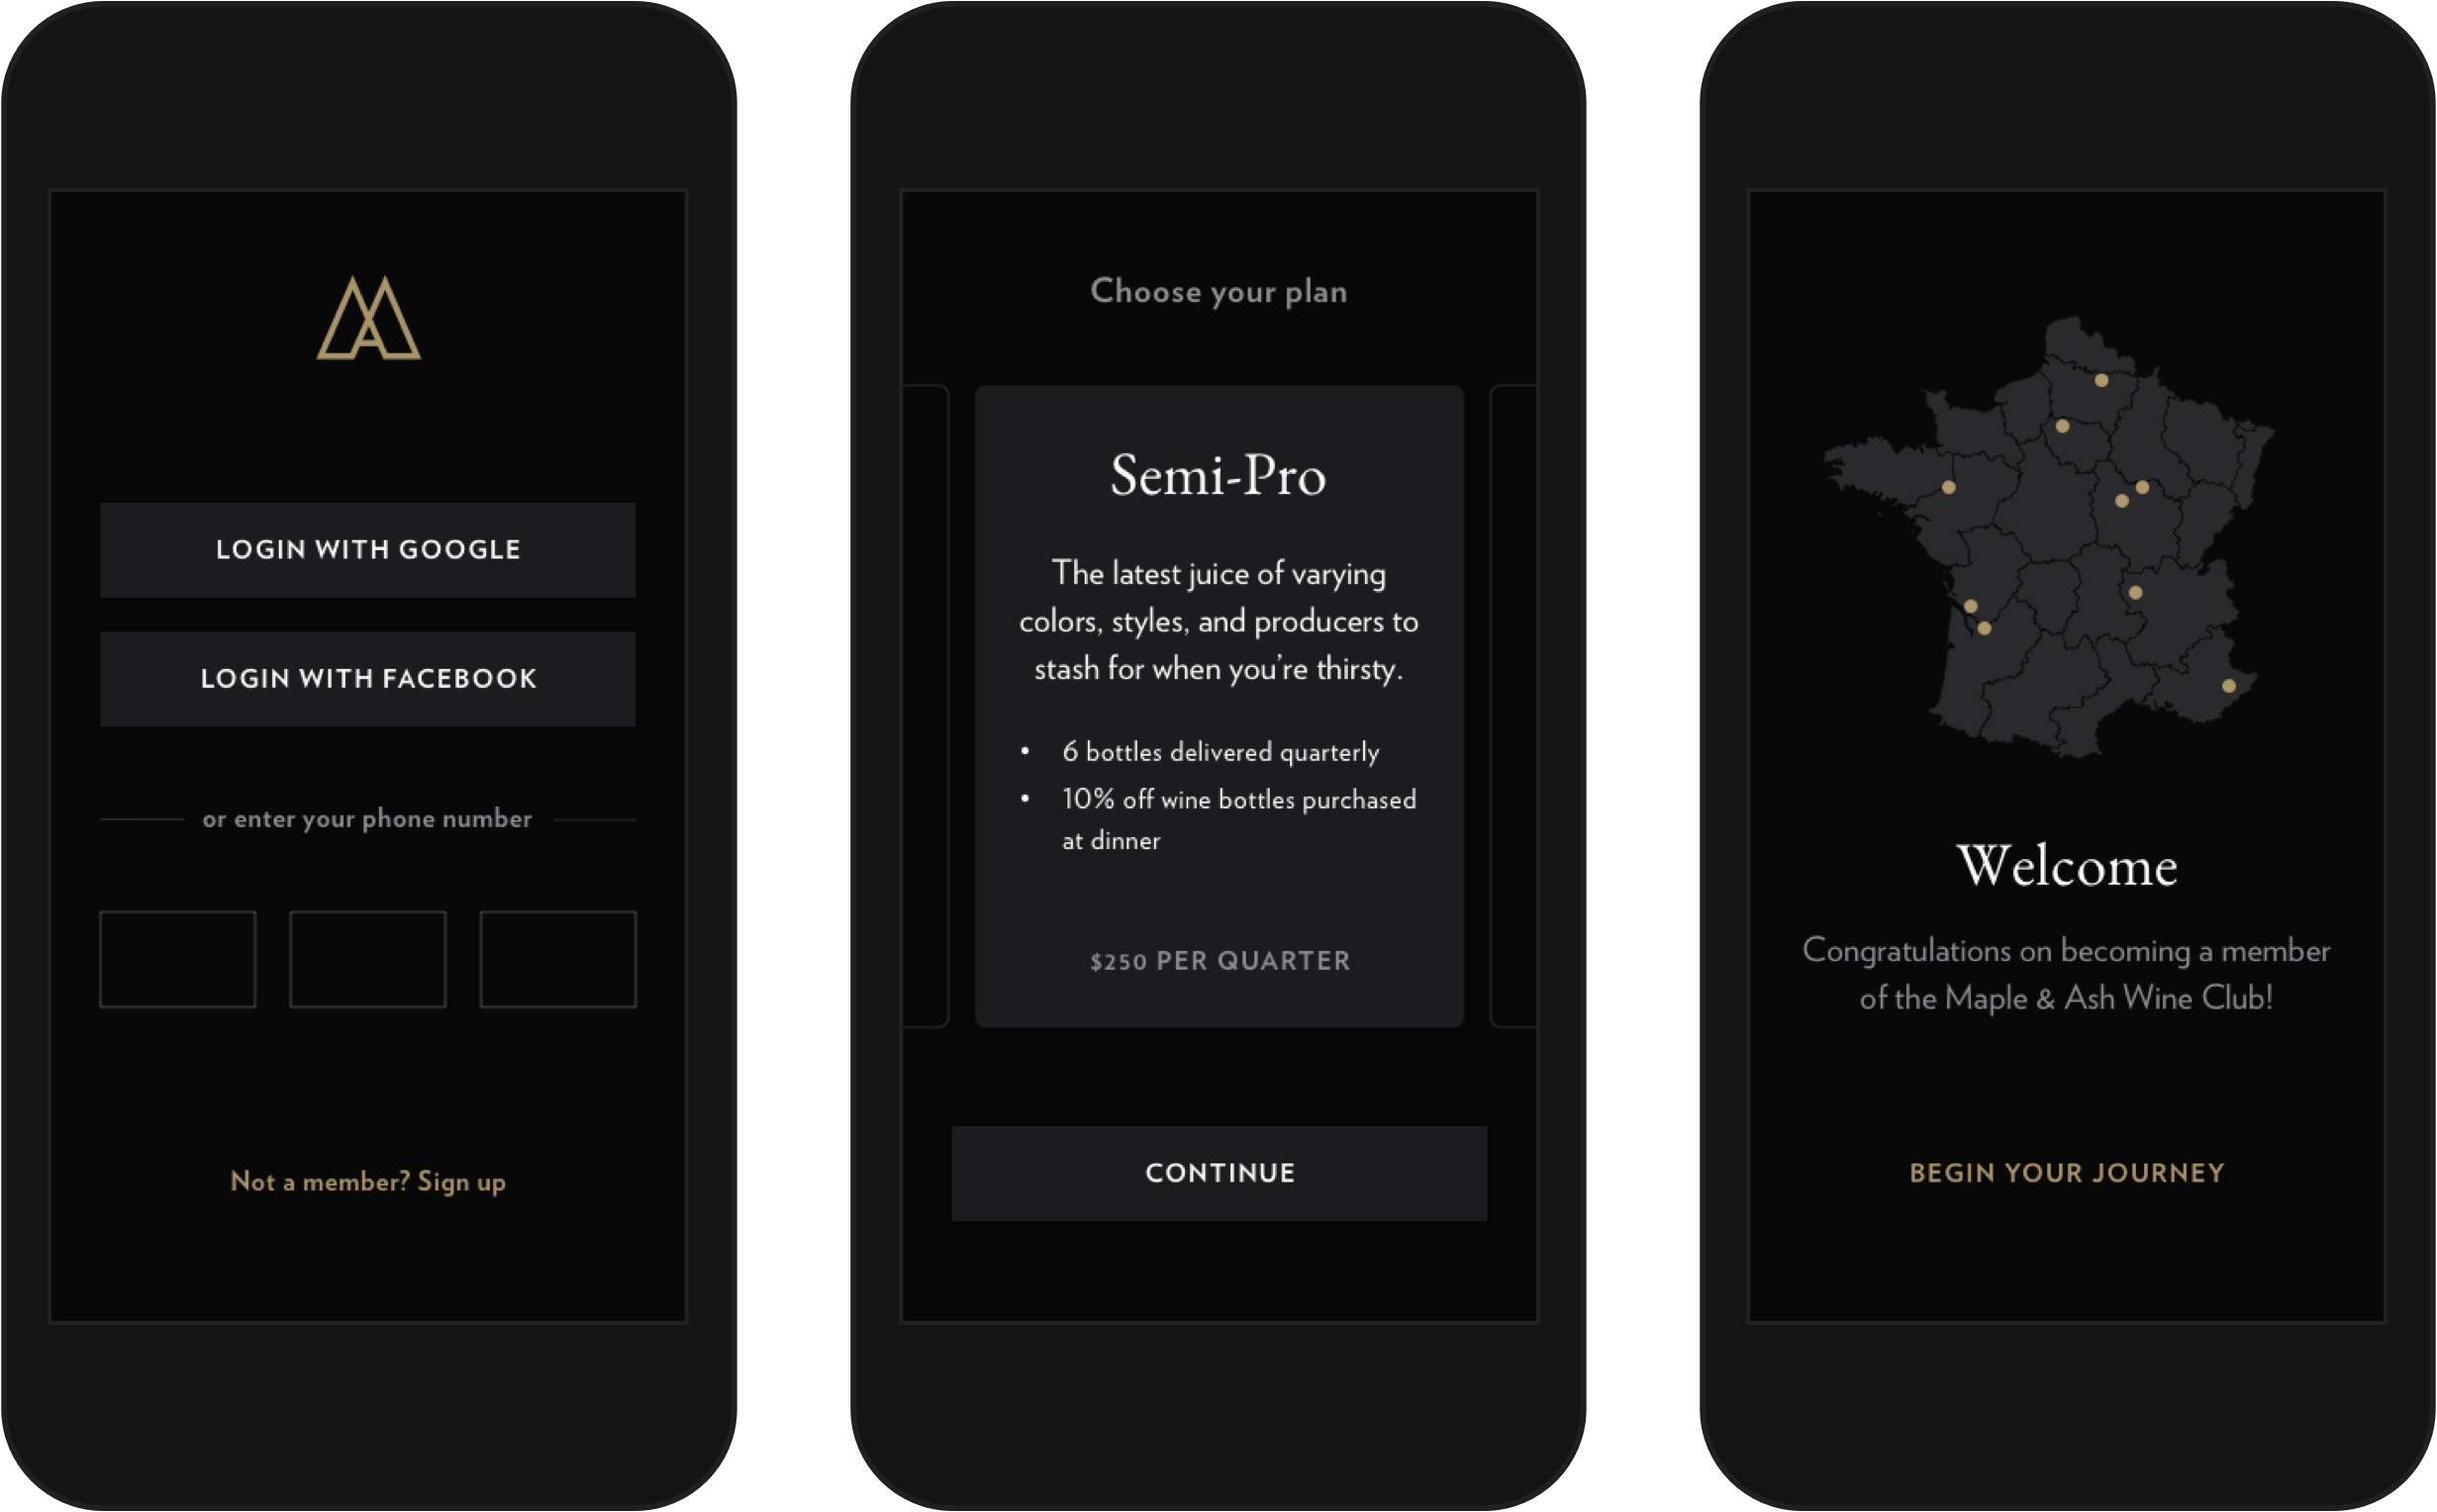 LOGIN WITH GOOGLE
LOGIN WITH FACEBOOK
or enter your phone number
Not a member? Sign up
Choose your plan
Semi-Pro
The latest juice of varying
colors, styles, and producers to
stash for when you're thirsty.
• 6 bottles delivered quarterly
• 10% off wine bottles purchased
at dinner
$250 PER QUARTER
CONTINUE
Welcome
Congratulations on becoming a member
of the Maple & Ash Wine Club!
BEGIN YOUR JOURNEY